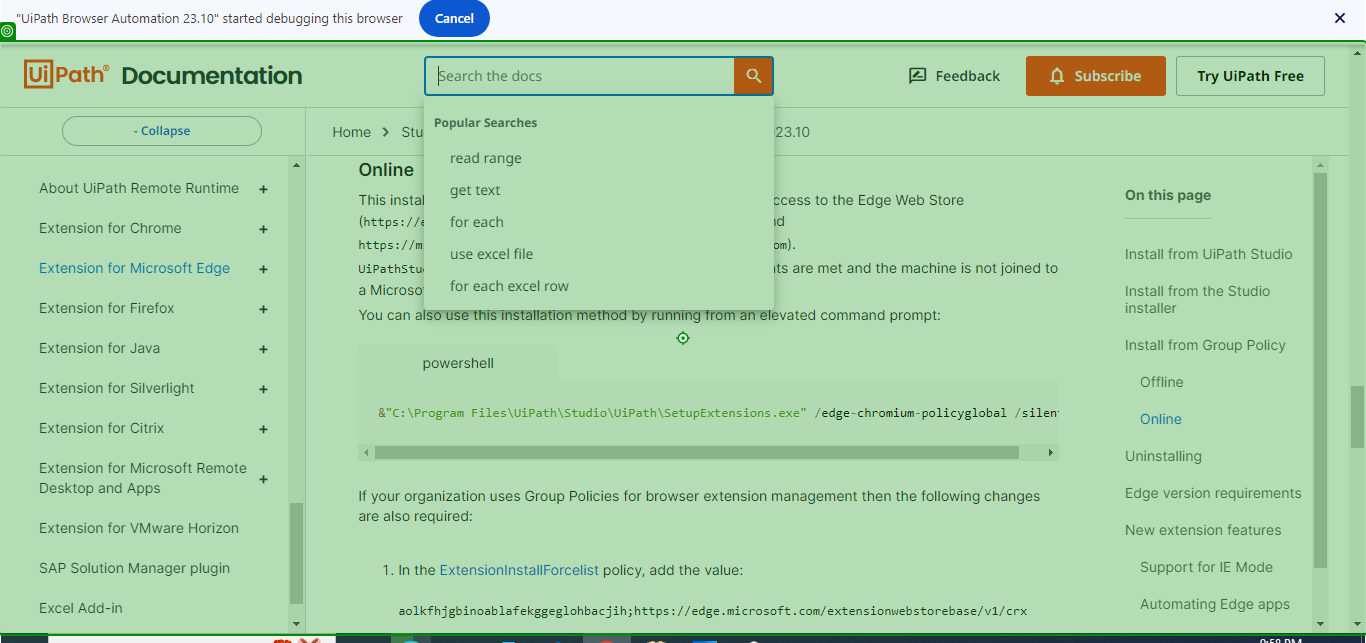 "UiPath Browser Automation 23.10" started debugging this browser
Cancel
UiPath® Documentation
Search the docs
Feedback
Subscribe
Try UiPath Free
- Collapse
Home
Stu
23.10
Popular Searches
read range
get text
for each
use excel file
for each excel row
About UiPath Remote Runtime +
Extension for Chrome +
Extension for Microsoft Edge +
Extension for Firefox +
Extension for Java +
Extension for Silverlight +
Extension for Citrix +
Extension for Microsoft Remote
Desktop and Apps +
Extension for VMware Horizon
SAP Solution Manager plugin
Excel Add-in
Online
This instal ccess to the Edge Web Store
(https://e nd
https://m om).
UiPathStu ts are met and the machine is not joined to
a Microso
You can also use this installation method by running from an elevated command prompt:
powershell
&"C:\Program Files\UiPath\Studio\UiPath\SetupExtensions.exe" /edge-chromium-policyglobal /silent
If your organization uses Group Policies for browser extension management then the following changes
are also required:
1. In the ExtensionInstallForcelist policy, add the value:
aolkfhjgbinoablafekggeglohbacjih;https://edge.microsoft.com/extensionwebstorebase/v1/crx
On this page
Install from UiPath Studio
Install from the Studio
installer
Install from Group Policy
Offline
Online
Uninstalling
Edge version requirements
New extension features
Support for IE Mode
Automating Edge apps